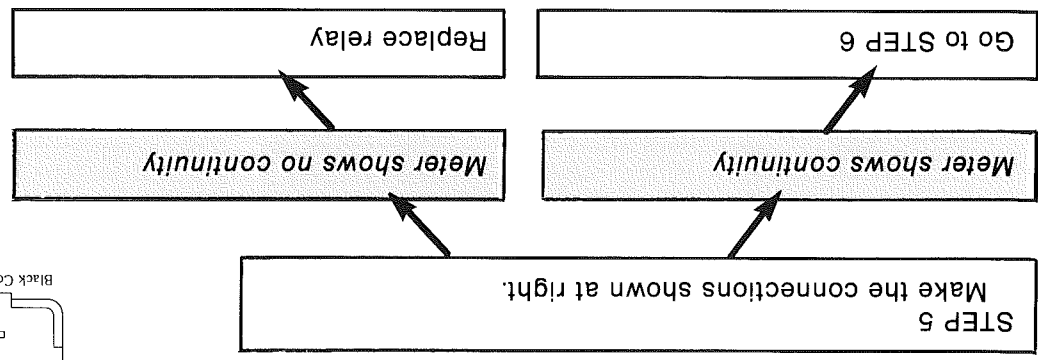 STEP 5
Make the connections shown at right.
Black
Meter shows continuity
Meter shows no continuity
Go to STEP 6
Replace relay